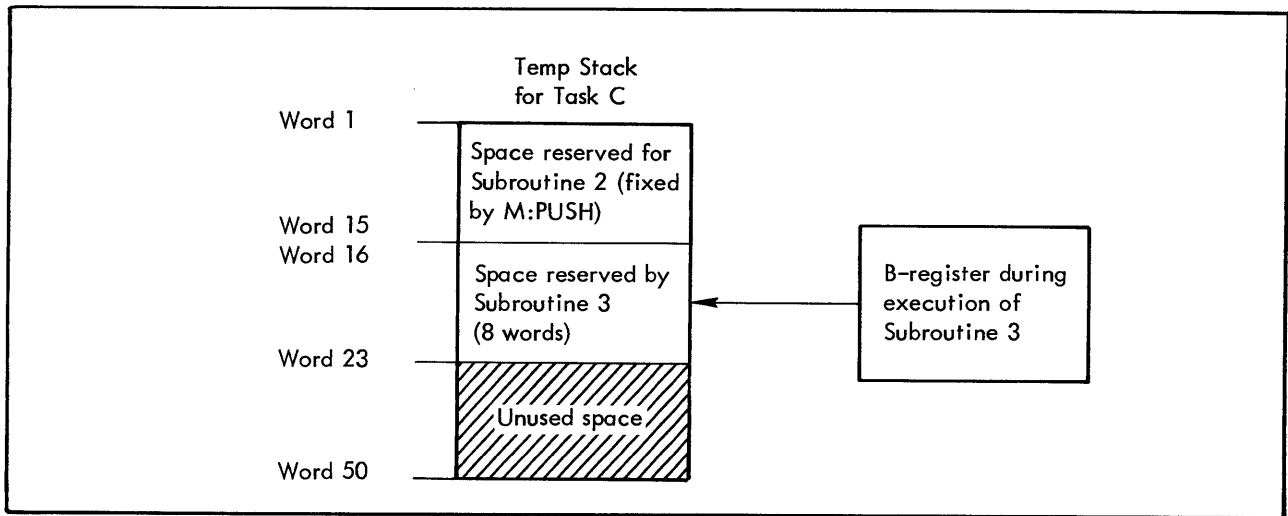 Temp Stack
for Task C
Word 1
Space reserved for
Subroutine 2 (fixed
by M:PUSH)
Word 15
Word 16
Space reserved by
Subroutine 3
(8 words)
B-register during
execution of
Subroutine 3
Word 23
Unused space
Word 50